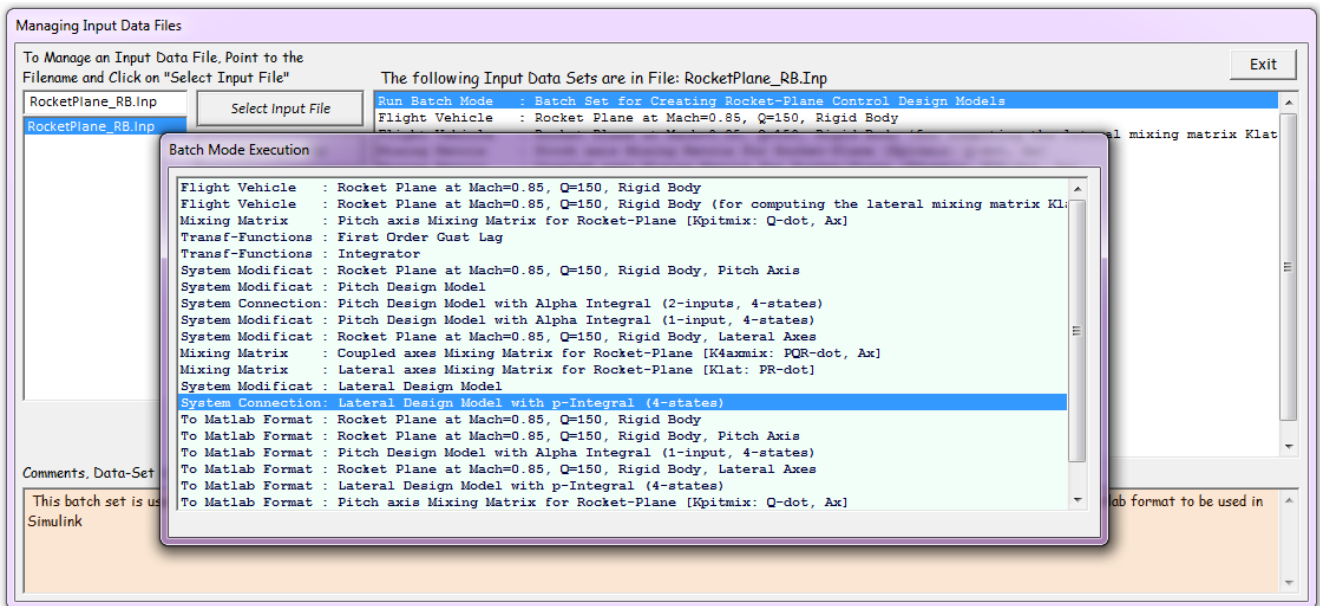 Managing Input Data Files
To Manage an Input Data File, Point to the
Filename and Click on "Select Input File"
The following Input Data Sets are in File: RocketPlane_RB.Inp
Exit
RocketPlane_RB.Inp
Select Input File
RocketPlane_RB.Inp
Run Batch Mode : Batch Set for Creating Rocket-Plane Control Design Models
Flight Vehicle : Rocket Plane at Mach=0.85, Q=150, Rigid Body
al mixing matrix Klat
Batch Mode Execution
Flight Vehicle : Rocket Plane at Mach=0.85, Q=150, Rigid Body
Flight Vehicle : Rocket Plane at Mach=0.85, Q=150, Rigid Body (for computing the lateral mixing matrix Kl
Mixing Matrix : Pitch axis Mixing Matrix for Rocket-Plane [Kpitmix: Q-dot, Ax]
Transf-Functions : First Order Gust Lag
Transf-Functions : Integrator
System Modificat : Rocket Plane at Mach=0.85, Q=150, Rigid Body, Pitch Axis
System Modificat : Pitch Design Model
System Connection: Pitch Design Model with Alpha Integral (2-inputs, 4-states)
System Modificat : Pitch Design Model with Alpha Integral (1-input, 4-states)
System Modificat : Rocket Plane at Mach=0.85, Q=150, Rigid Body, Lateral Axes
Mixing Matrix : Coupled axes Mixing Matrix for Rocket-Plane [K4axmix: PQR-dot, Ax]
Mixing Matrix : Lateral axes Mixing Matrix for Rocket-Plane [Klat: PR-dot]
System Modificat : Lateral Design Model
System Connection: Lateral Design Model with p-Integral (4-states)
To Matlab Format : Rocket Plane at Mach=0.85, Q=150, Rigid Body
To Matlab Format : Rocket Plane at Mach=0.85, Q=150, Rigid Body, Pitch Axis
To Matlab Format : Pitch Design Model with Alpha Integral (1-input, 4-states)
To Matlab Format : Rocket Plane at Mach=0.85, Q=150, Rigid Body, Lateral Axes
To Matlab Format : Lateral Design Model with p-Integral (4-states)
To Matlab Format : Pitch axis Mixing Matrix for Rocket-Plane [Kpitmix: Q-dot, Ax]
Comments, Data-Set
This batch set is us
lab format to be used in
Simulink